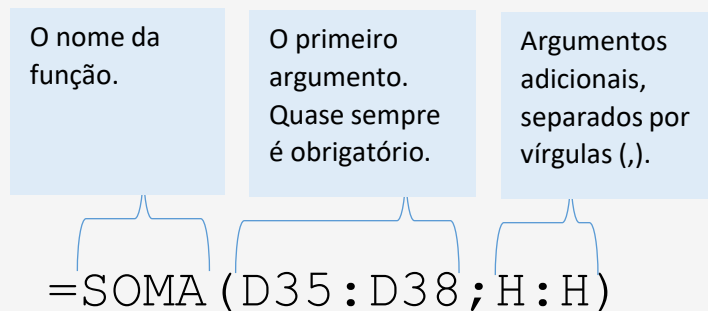 O nome da
função.
O primeiro
argumento.
Quase sempre
é obrigatório.
Argumentos
adicionais,
separados por
vírgulas (,).
=SOMA(D35:D38;H:H)